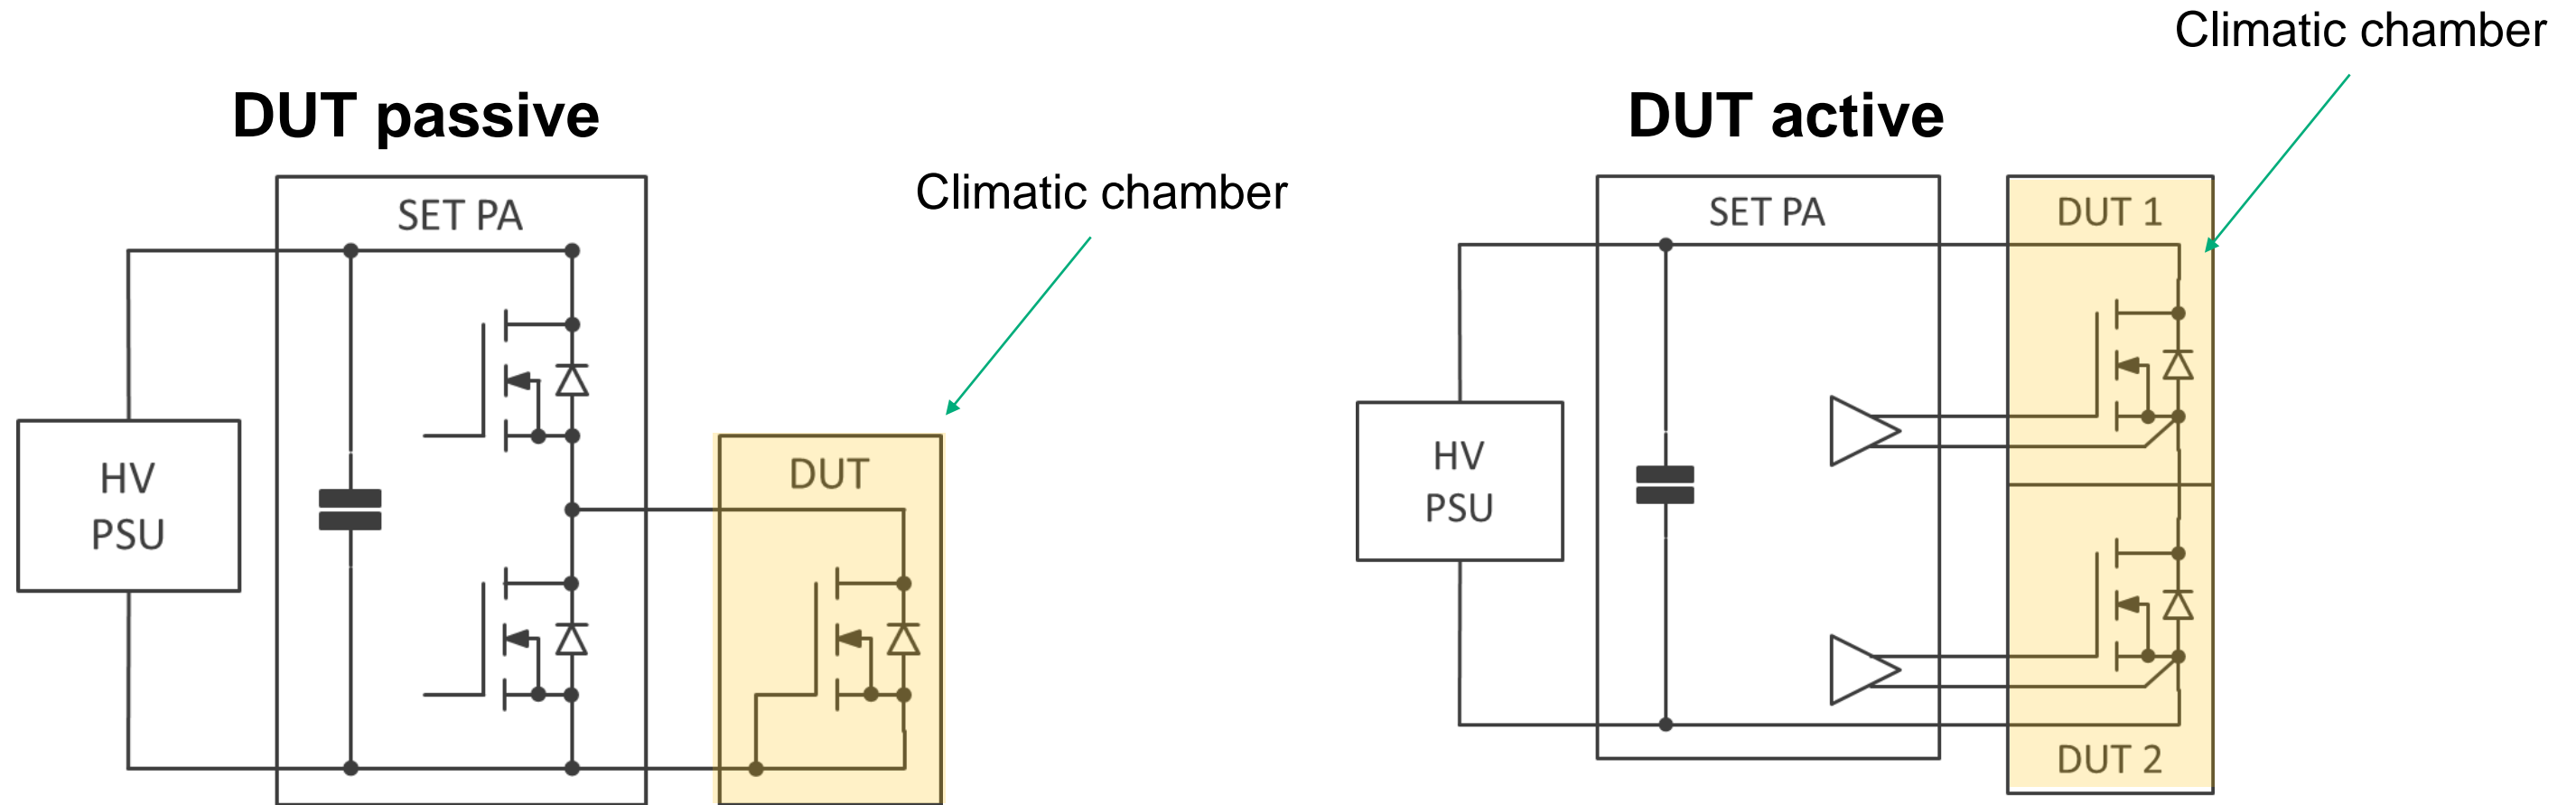 DUT passive
Climatic chamber
SET PA
HV
PSU
DUT
DUT active
Climatic chamber
SET PA
DUT 1
HV
PSU
DUT 2